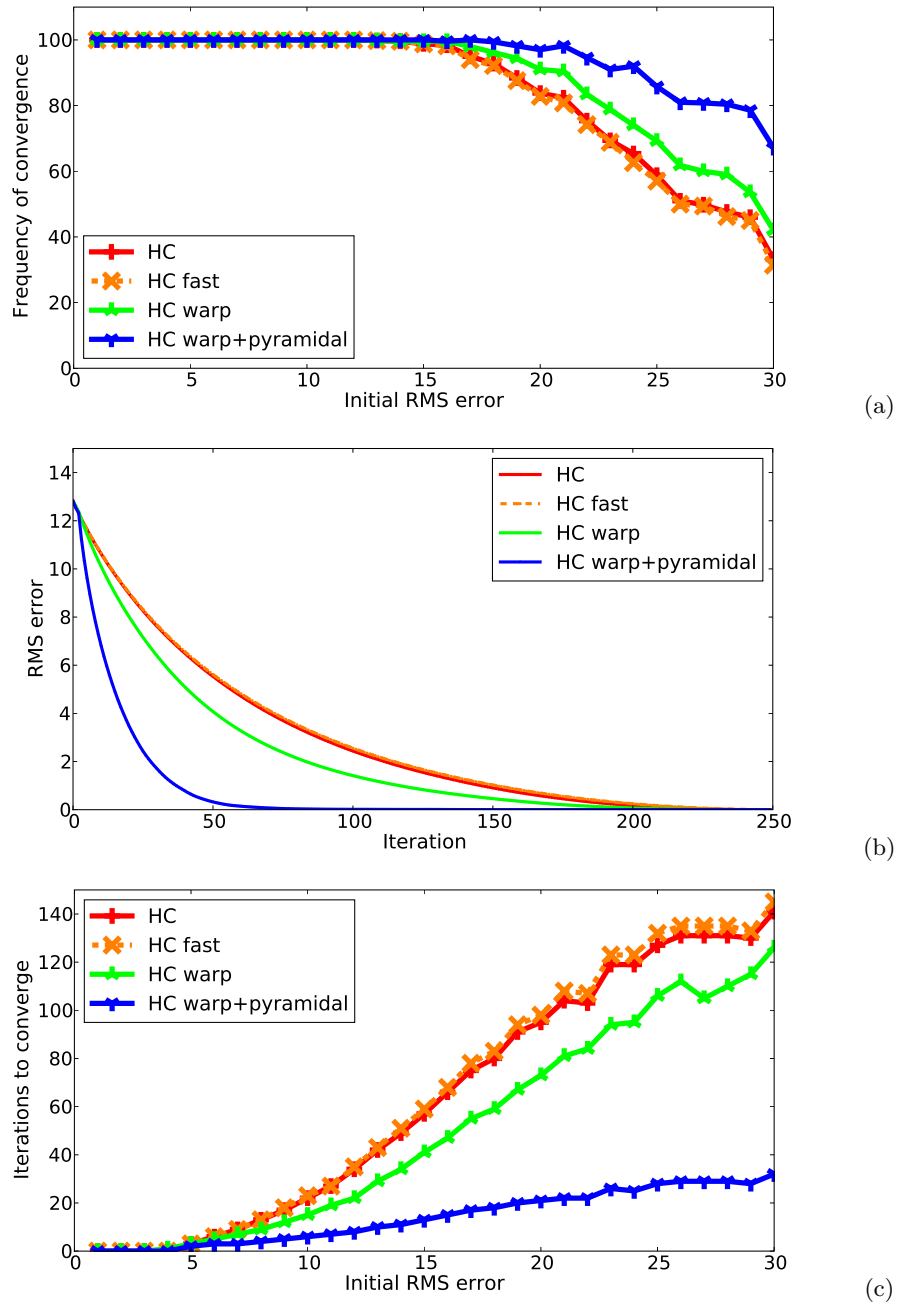 100
80
60
40
20
0
Frequency of convergence
HC
HC fast
HC warp
HC warp+pyramidal
0 5 10 15 20 25 30
Initial RMS error
(a)
14
12
10
8
6
4
2
0
RMS error
HC
HC fast
HC warp
HC warp+pyramidal
0 50 100 150 200 250
Iteration
(b)
140
120
100
80
60
40
20
0
Iterions to converge
HC
HC fast
HC warp
HC warp+pyramidal
0 5 10 15 20 25 30
Initial RMS error
(c)